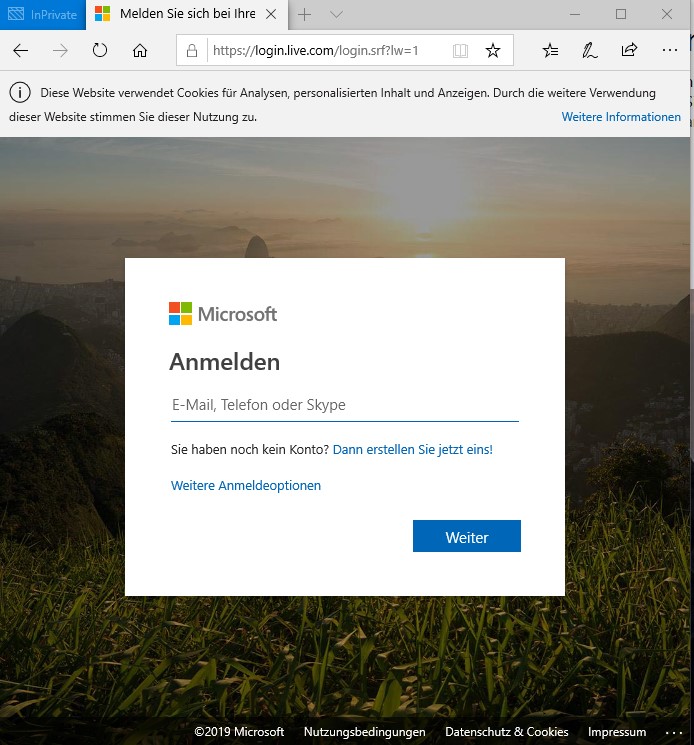 InPrivate
Melden Sie sich bei Ihre
https://login.live.com/login.srf?lw=1
Diese Website verwendet Cookies für Analysen, personalisierten Inhalt und Anzeigen. Durch die weitere Verwendung
dieser Website stimmen Sie dieser Nutzung zu.
Weitere Informationen
Microsoft
Anmelden
E-Mail, Telefon oder Skype
Sie haben noch kein Konto? Dann erstellen Sie jetzt eins!
Weitere Anmeldeoptionen
Weiter
©2019 Microsoft Nutzungsbedingungen Datenschutz & Cookies Impressum ...